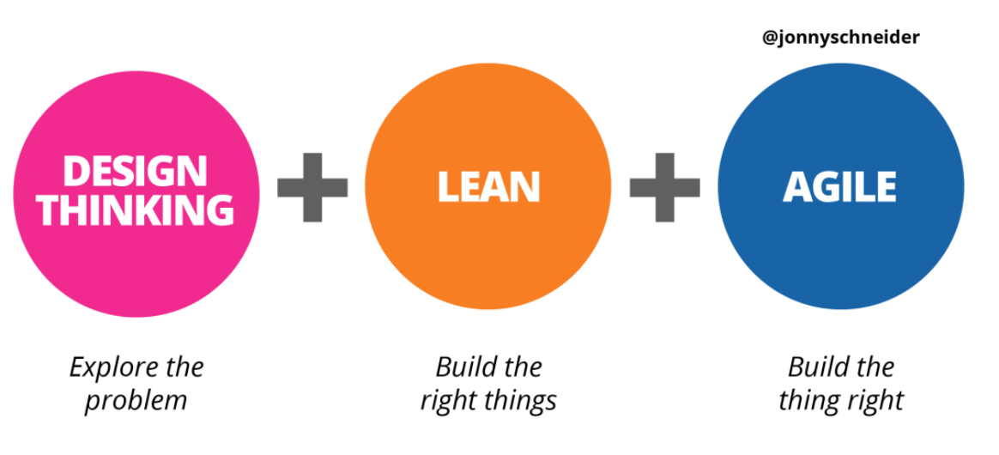 @jonnyschneider
DESIGN
THINKING
LEAN
AGILE
Explore the
problem
Build the
right things
Build the
thing right